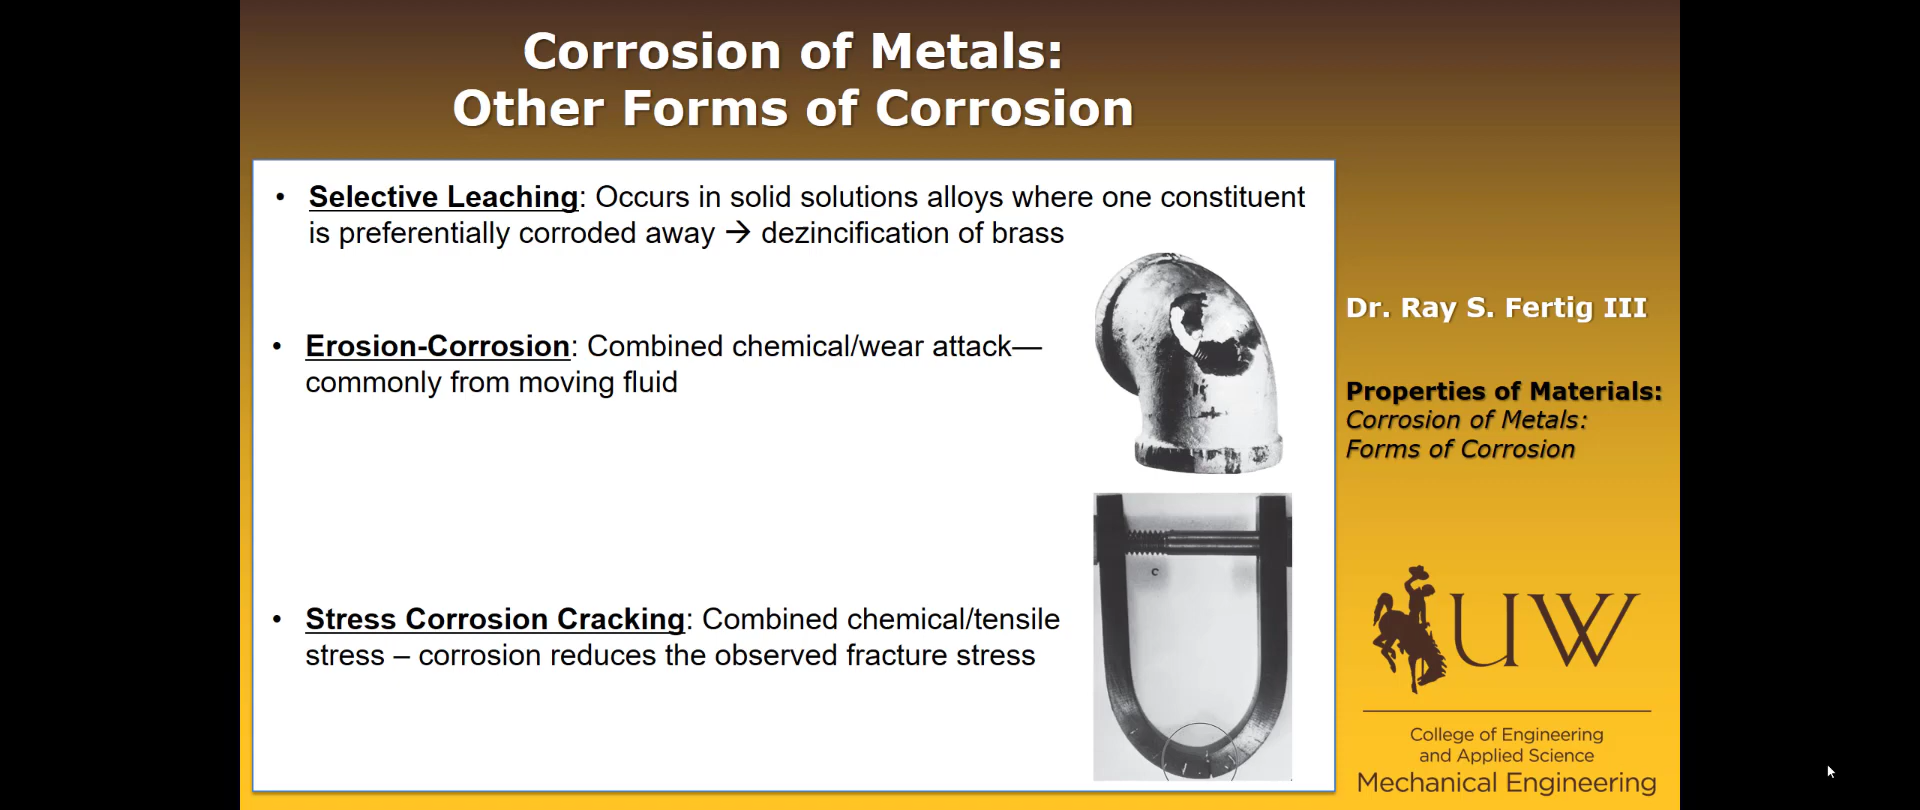 Corrosion of Metals:
Other Forms of Corrosion
• Selective Leaching: Occurs in solid solutions alloys where one constituent
is preferentially corroded away → dezincification of brass
• Erosion-Corrosion: Combined chemical/wear attack—
commonly from moving fluid
• Stress Corrosion Cracking: Combined chemical/tensile
stress – corrosion reduces the observed fracture stress
C
Dr. Ray S. Fertig III
Properties of Materials:
Corrosion of Metals:
Forms of Corrosion
UW
College of Engineering
and Applied Science
Mechanical Engineering